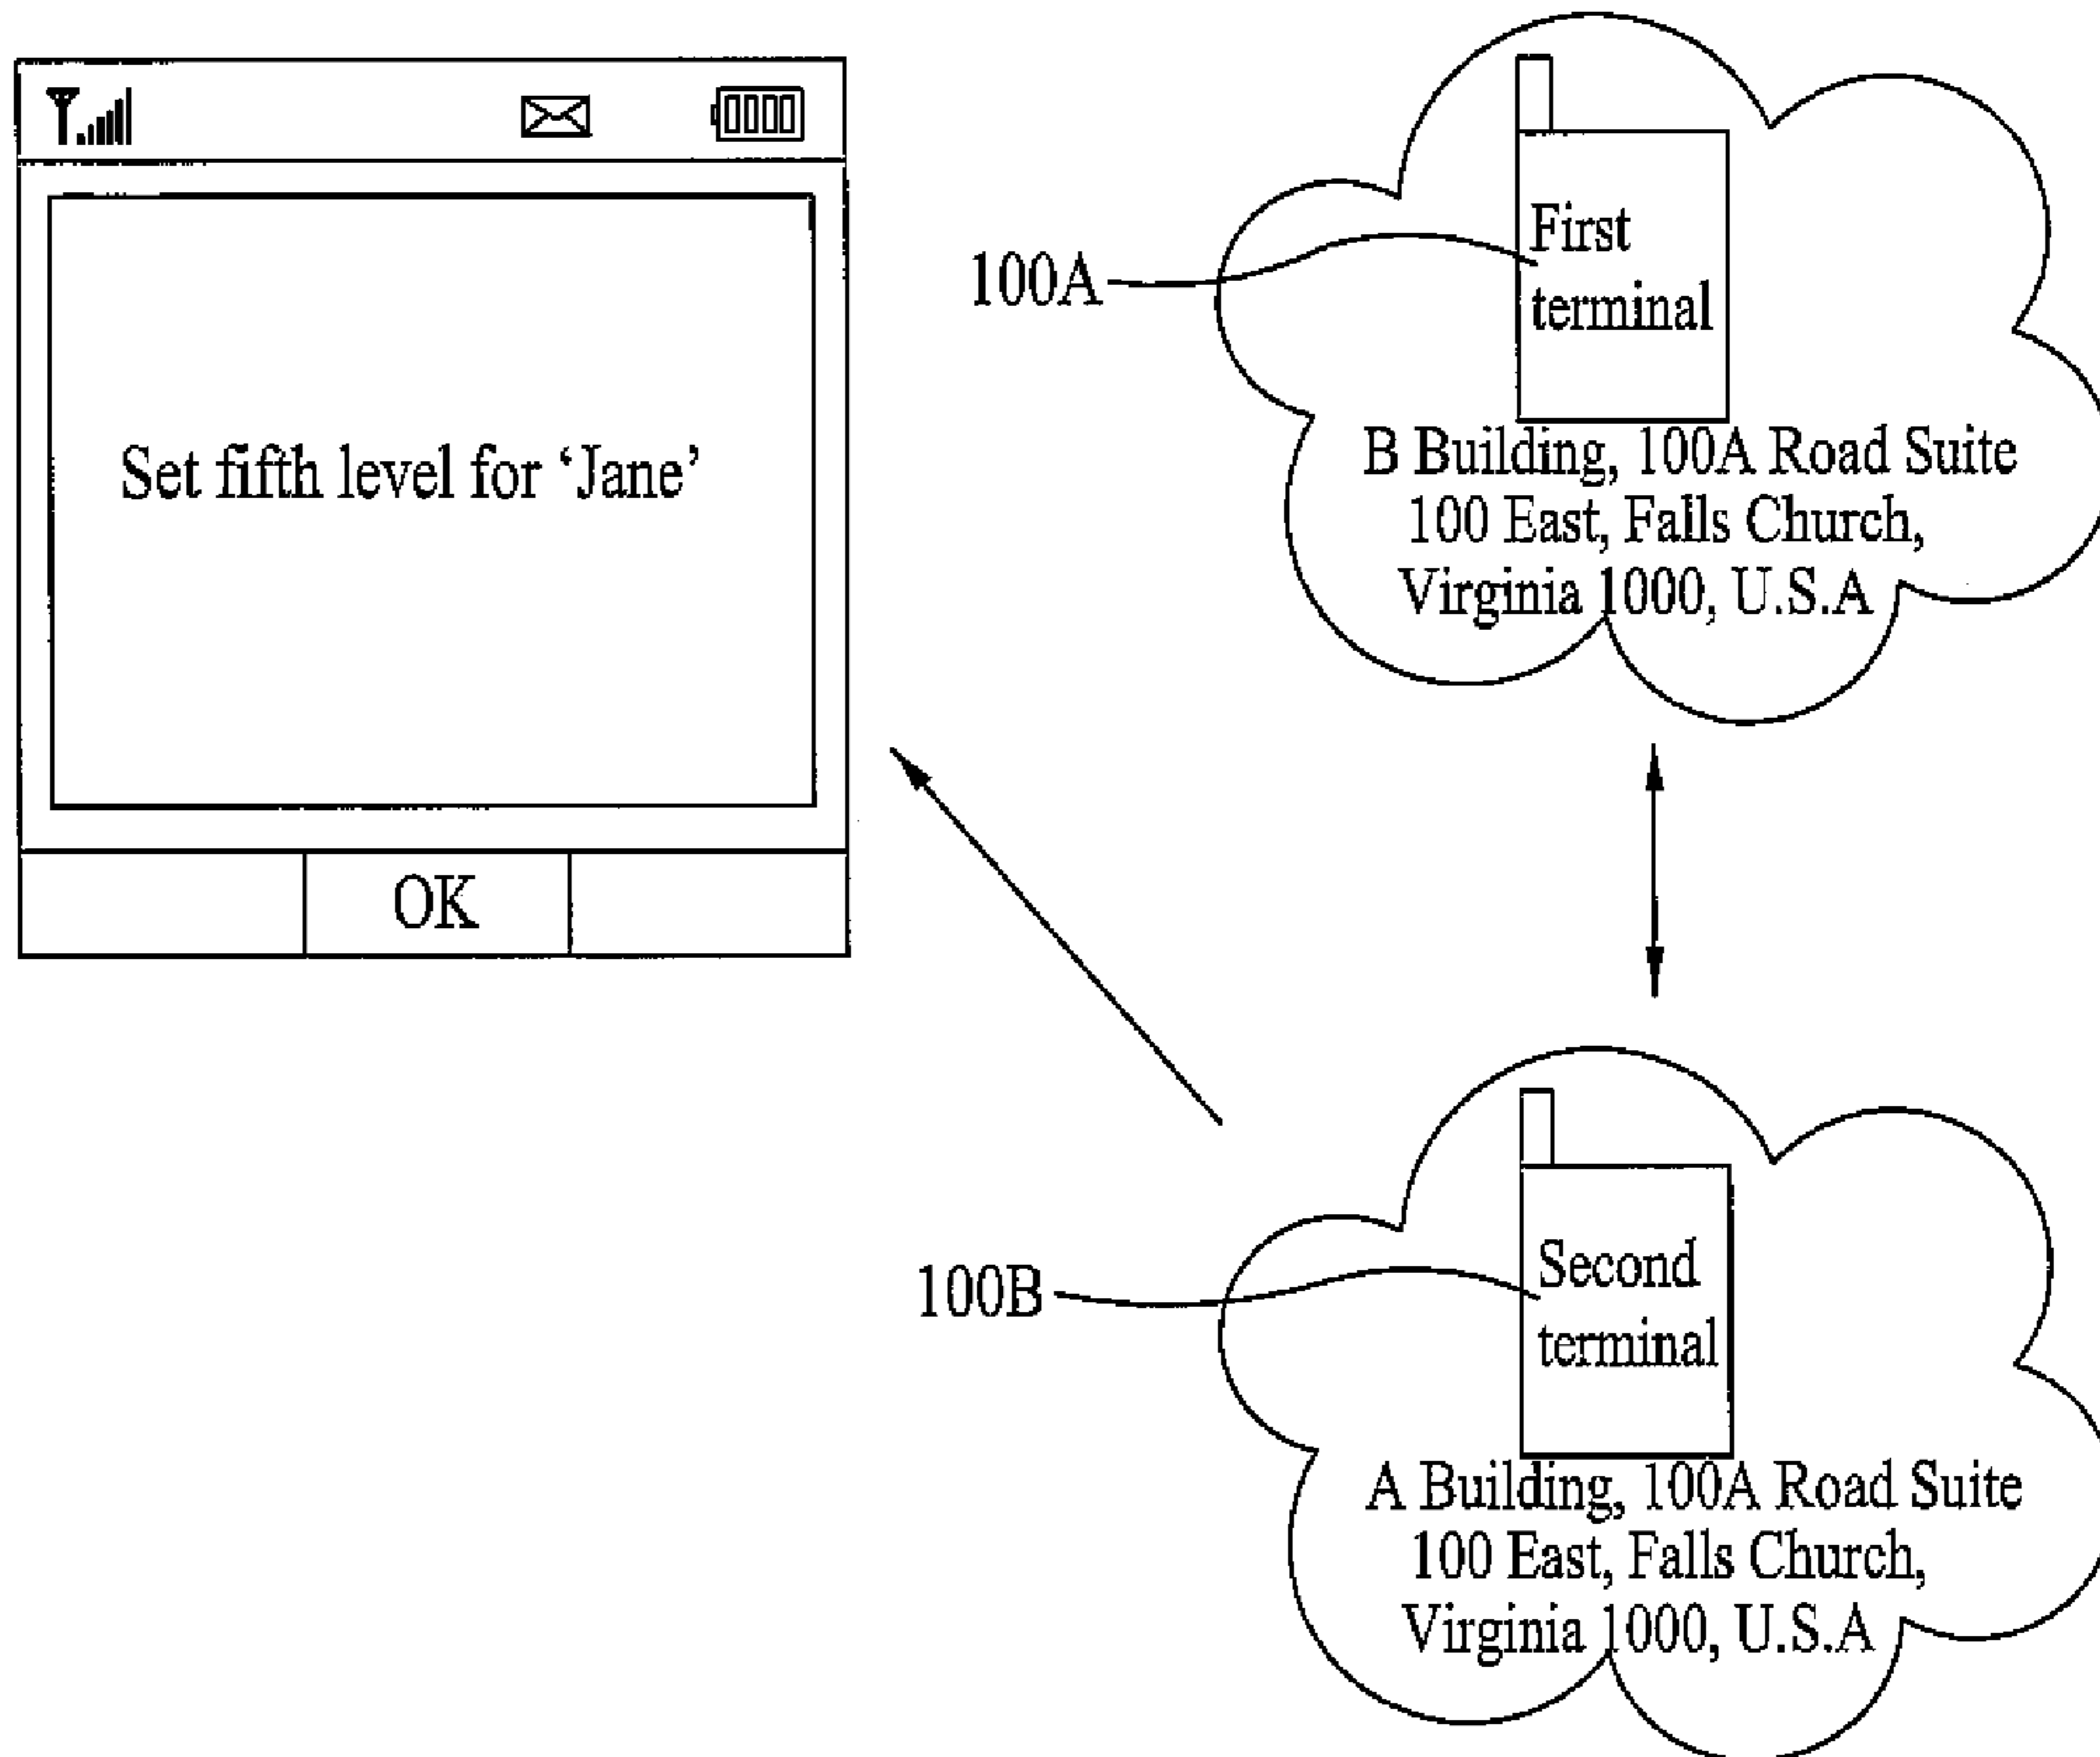 Set fifth level for ‘Jane’
OK
100A
First
terminal
B Building, 100A Road Suite
100 East, Falls Church,
Virginia 1000, U.S.A
100B
Second
terminal
A Building, 100A Road Suite
100 East, Falls Church,
Virginia 1000, U.S.A